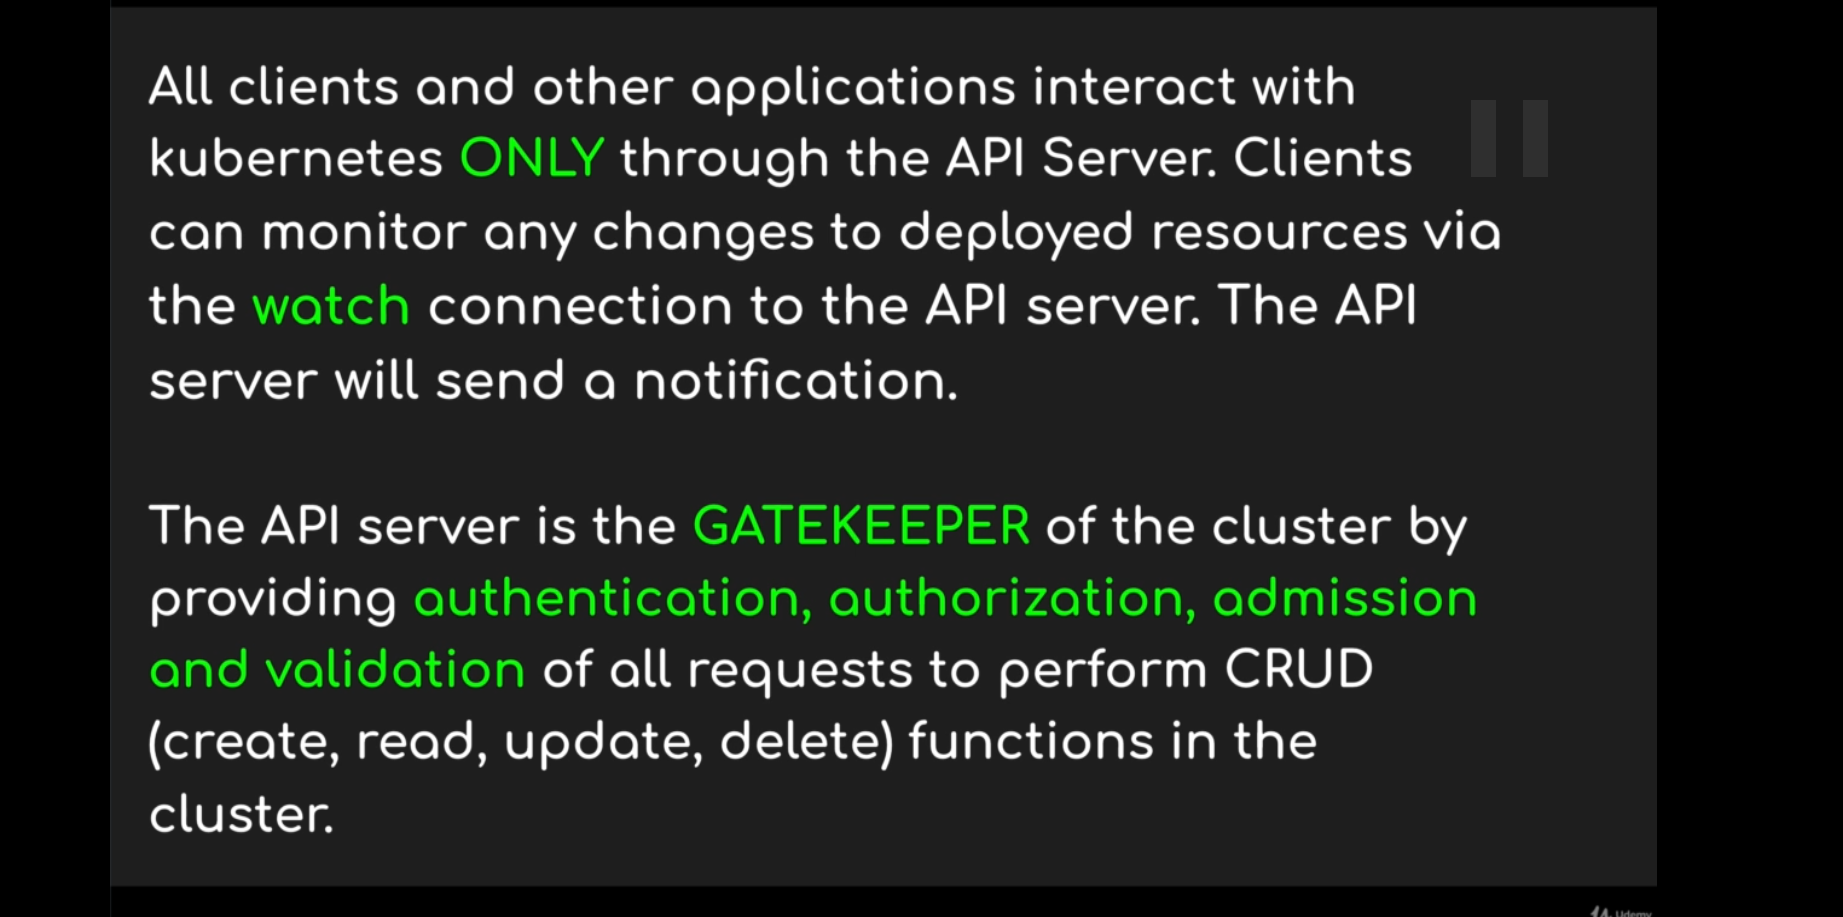 All clients and other applications interact with
kubernetes ONLY through the API Server. Clients
can monitor any changes to deployed resources via
the watch connection to the API server. The API
server will send a notification.
The API server is the GATEKEEPER of the cluster by
providing authentication, authorization, admission
and validation of all requests to perform CRUD
(create, read, update, delete) functions in the
cluster.
Udemy